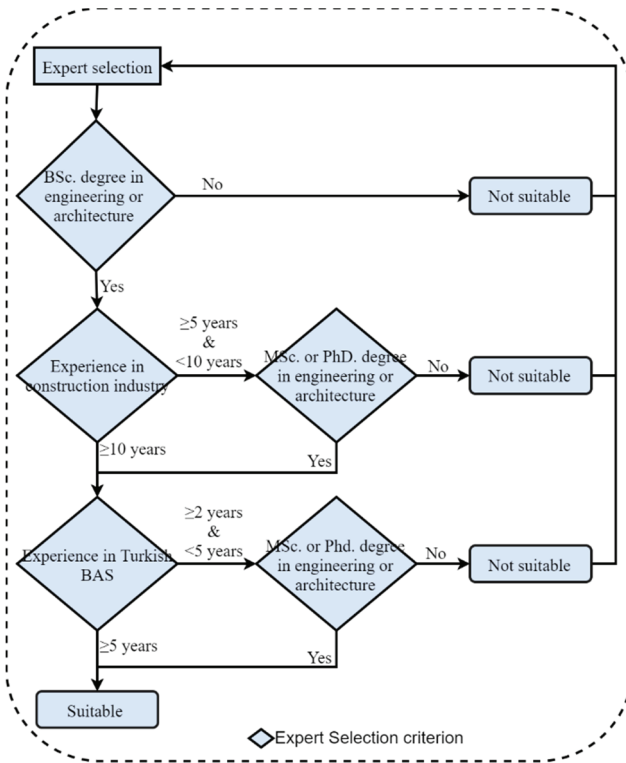 Expert selection
BSc. degree in
engineering or
architecture
No
Not suitable
Yes
Experience in
construction industry
≥5 years
&
<10 years
MSc. or PhD. degree
in engineering or
architecture
No
Not suitable
≥10 years
Yes
Experience in Turkish
BAS
≥2 years
&
<5 years
MSc. or Phd. degree
in engineering or
architecture
No
Not suitable
≥5 years
Yes
Suitable
Expert Selection criterion